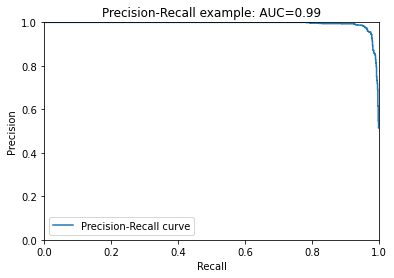 Precision-Recall example: AUC=0.99
1.0
0.8
0.6
0.4
0.2
0.0
Precision
Precision-Recall curve
0.0 0.2 0.4 0.6 0.8 1.0
Recall